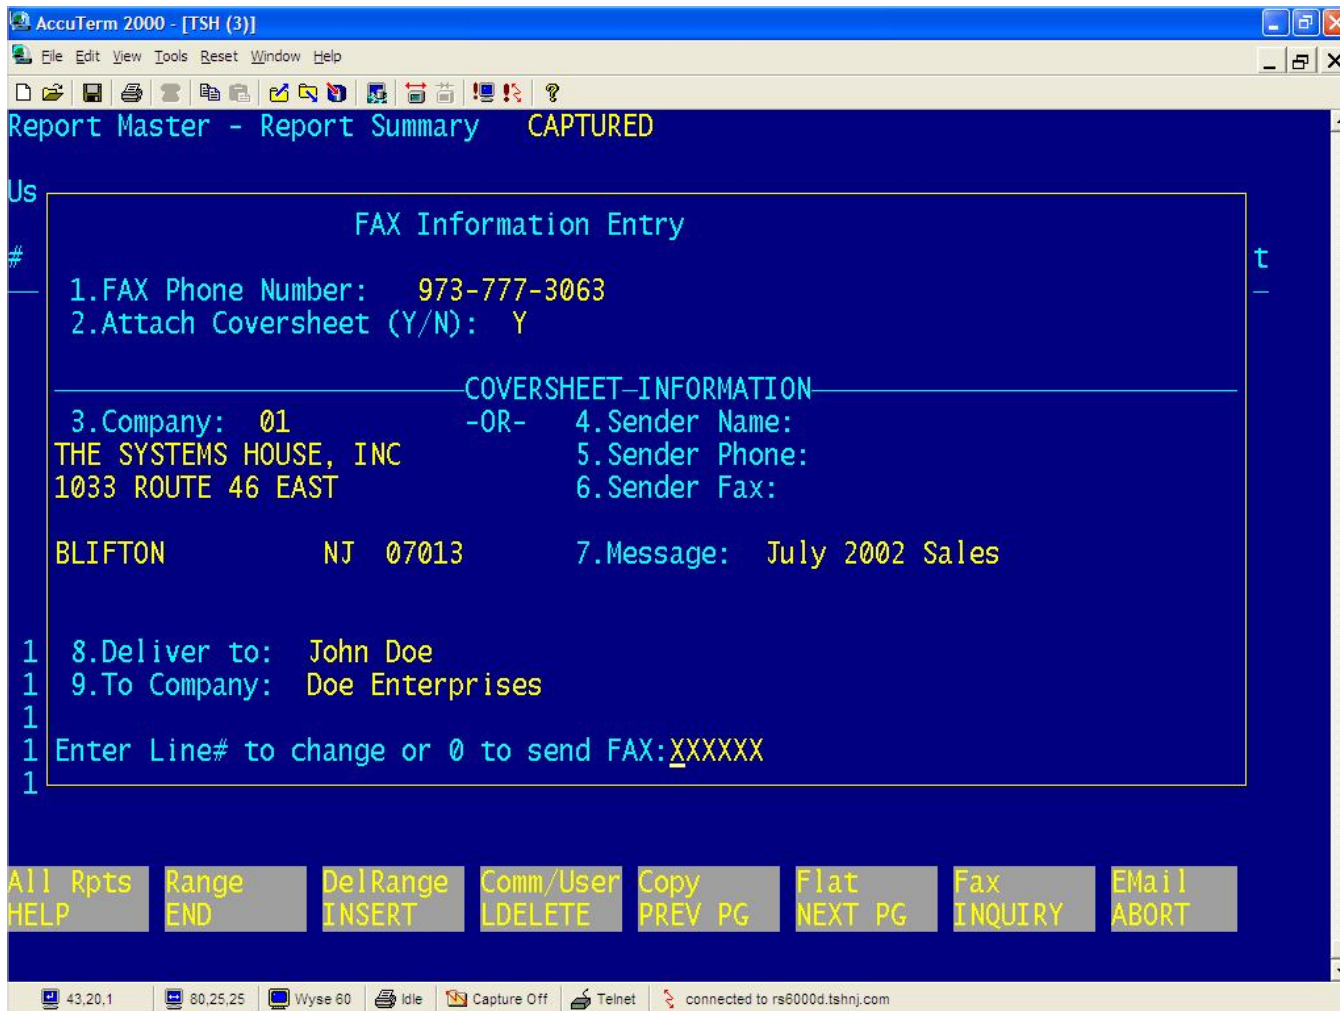 AccuTerm 2000 - [TSH (3)]
File Edit View Tools Reset Window Help
Report Master - Report Summary CAPTURED
Us
FAX Information Entry
# t
1.FAX Phone Number: 973-777-3063
2.Attach Coversheet (Y/N): Y
COVERSHEET-INFORMATION
3.Company: 01 -OR- 4.Sender Name:
THE SYSTEMS HOUSE, INC 5.Sender Phone:
1033 ROUTE 46 EAST 6.Sender Fax:
BLIFTON NJ 07013 7.Message: July 2002 Sales
1 8.Deliver to: John Doe
1 9.To Company: Doe Enterprises
1
1 Enter Line# to change or 0 to send FAX:XXXXXX
1
All Rpts Range DelRange Comm/User Copy Flat Fax EMail
HELP END INSERT LDELETE PREV PG NEXT PG INQUIRY ABORT
43,20,1 80,25,25 Wyse 60 Idle Capture Off Telnet connected to rs6000d.tshnj.com